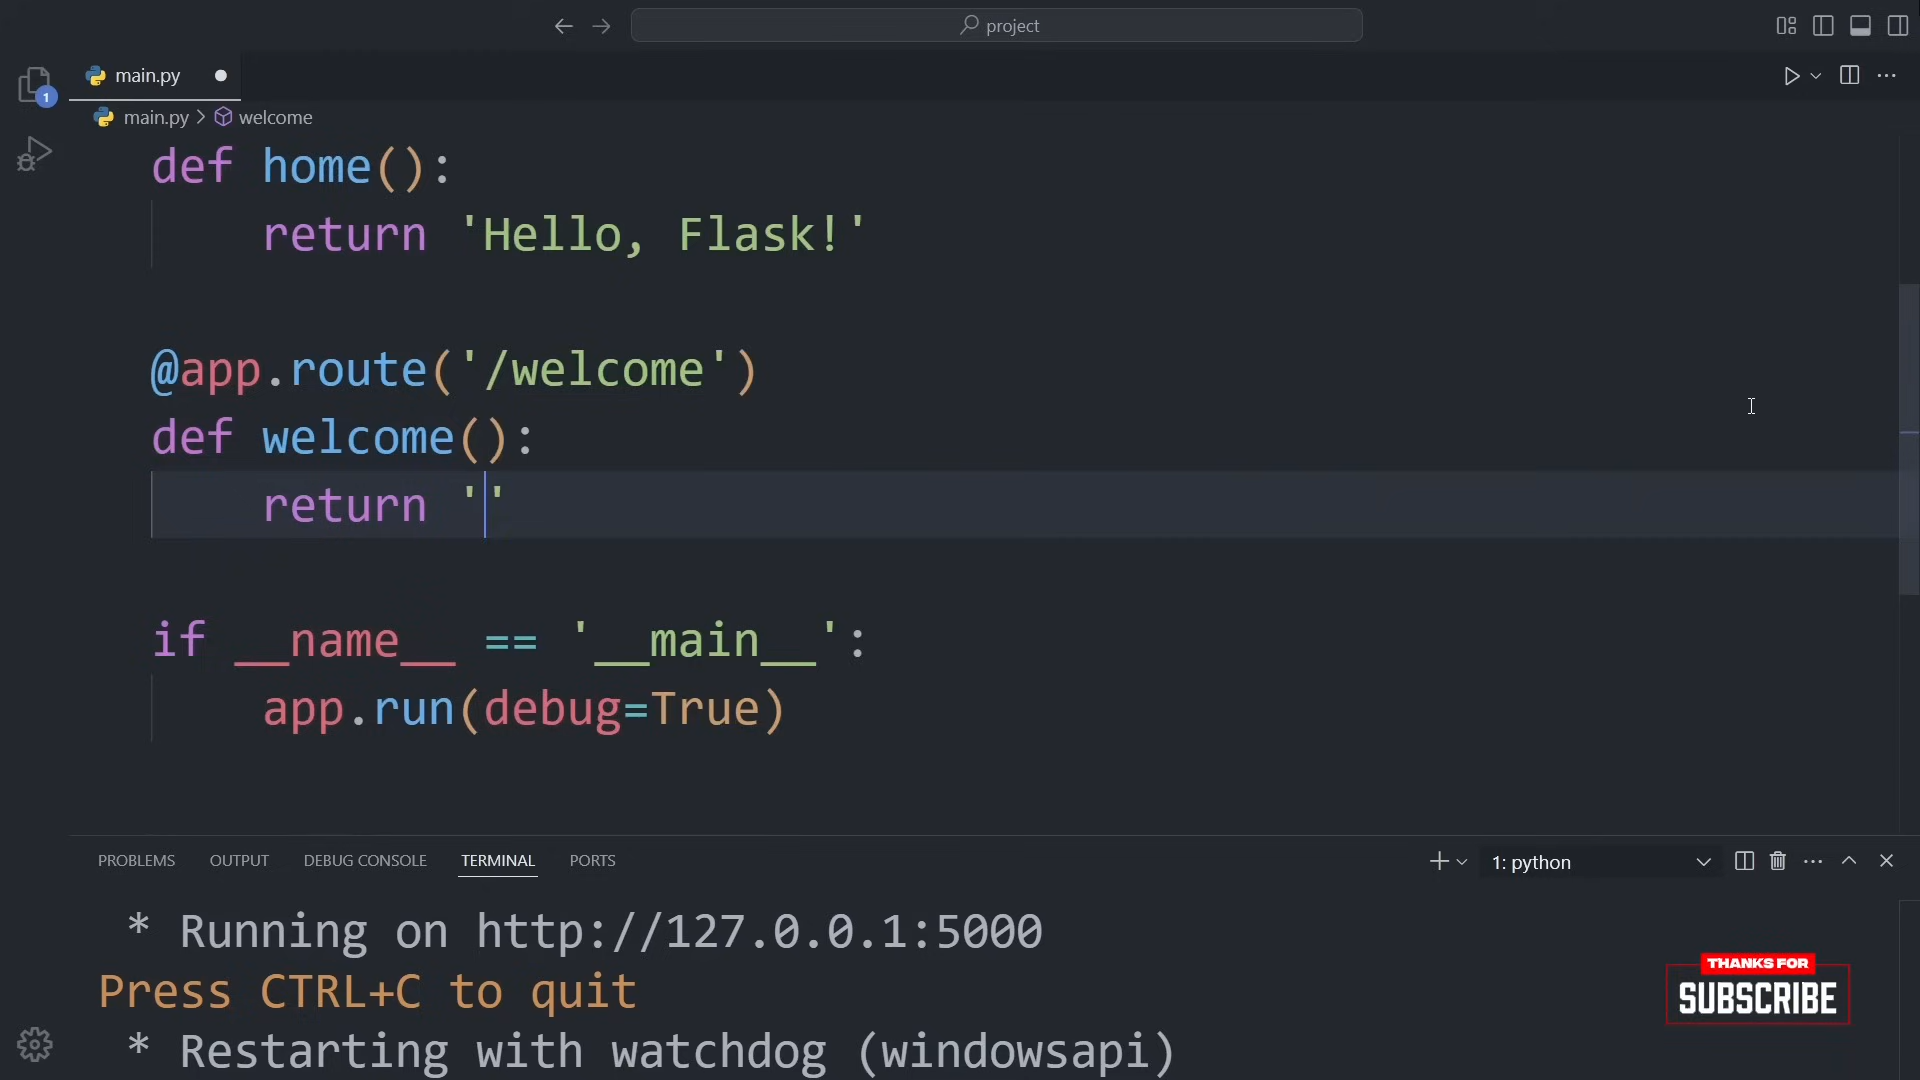 project
main.py
1
main.py > welcome
def home():
    return 'Hello, Flask!'
@app.route('/welcome')
def welcome():
    return ''
if __name__ == '__main__':
    app.run(debug=True)
PROBLEMS OUTPUT DEBUG CONSOLE TERMINAL PORTS 1: python
* Running on http://127.0.0.1:5000
Press CTRL+C to quit
* Restarting with watchdog (windowsapi)
THANKS FOR
SUBSCRIBE